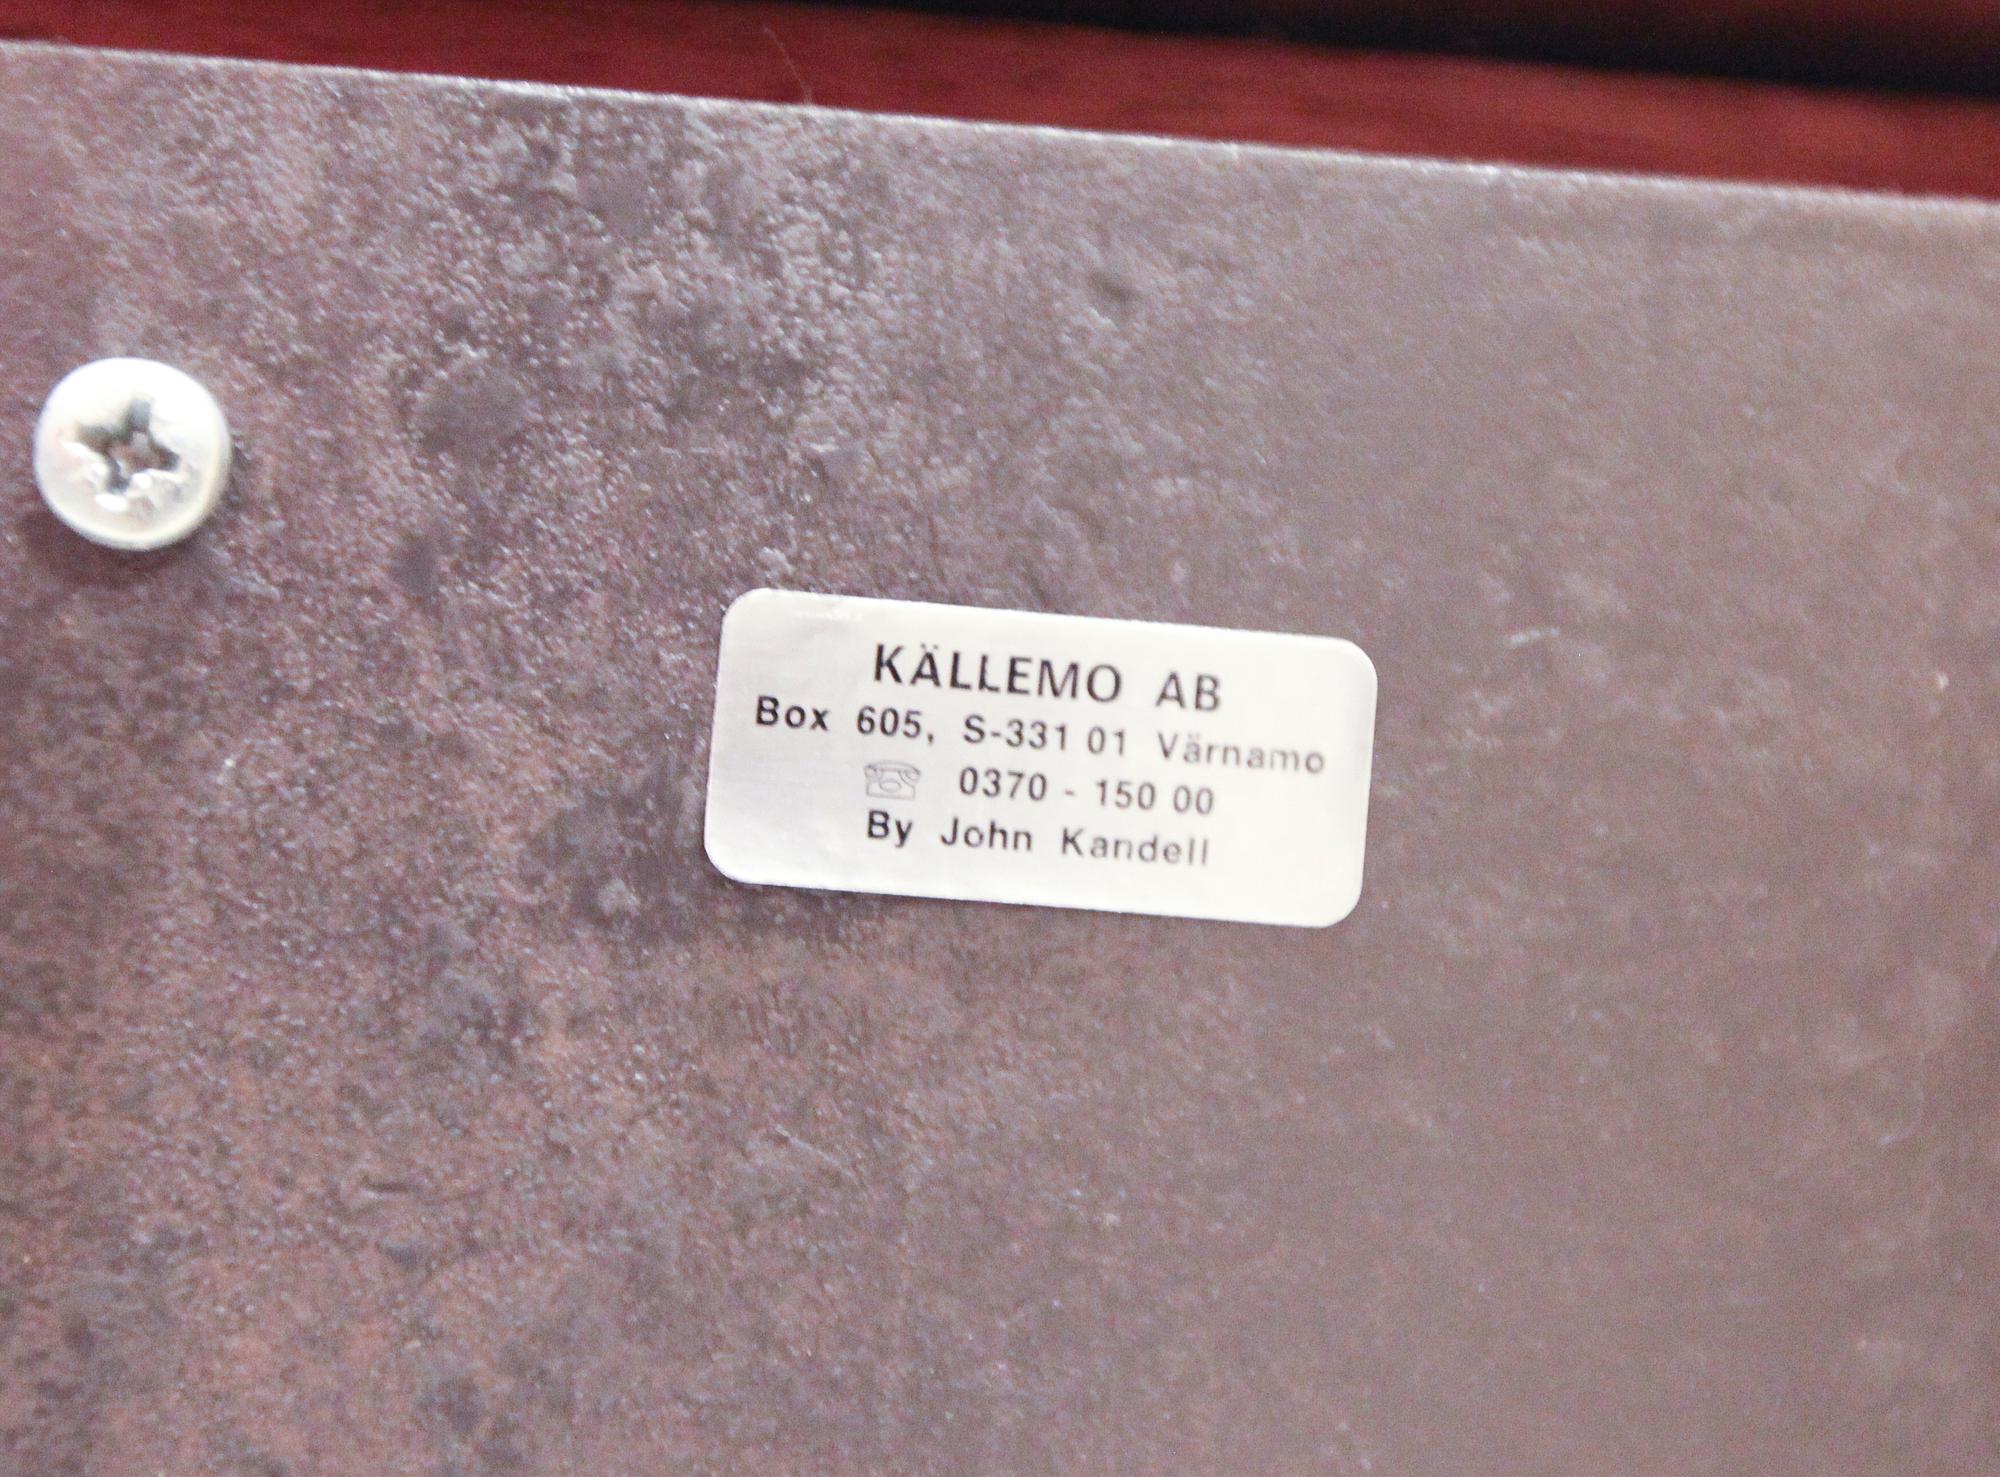 KÄLLEMO AB
Box 605, S-331 01 Värnamo
☏ 0370 - 150 00
By John Kandell